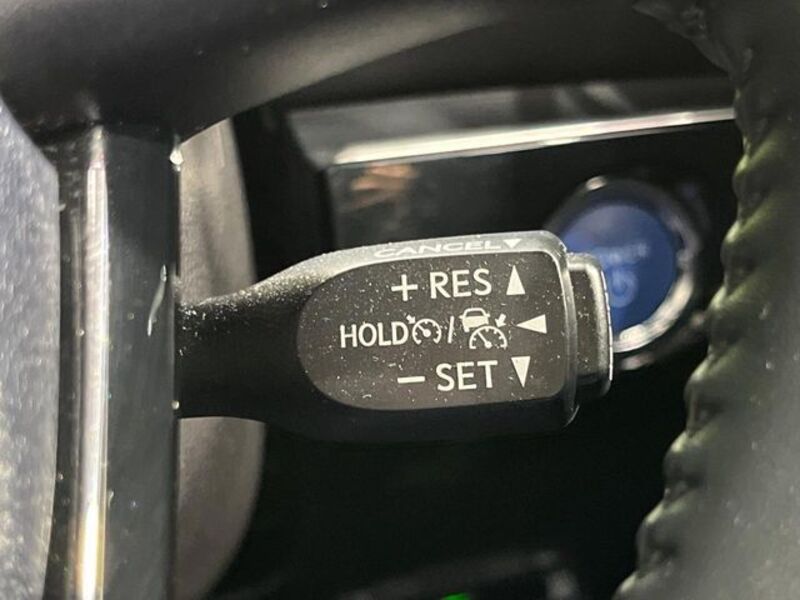 CANCEL
+ RES
HOLD /
- SET